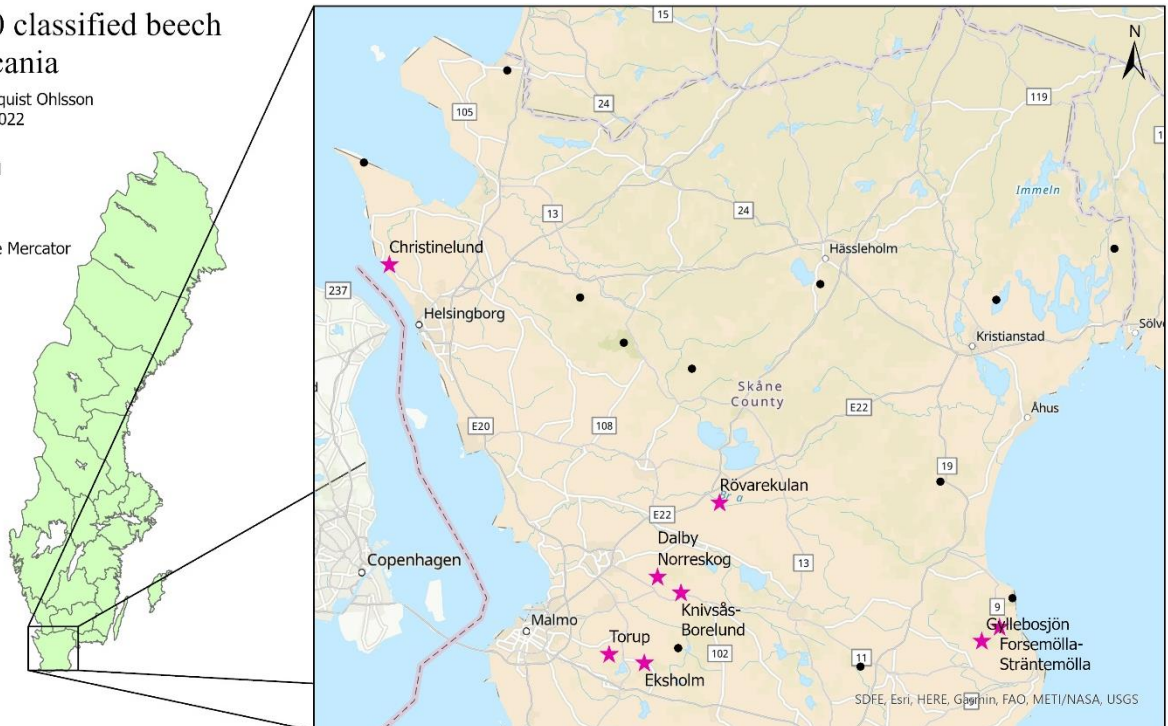 0 classified beech
cania
quist Ohlsson
022
e Mercator
N
15
24
105
119
Immeln
13
24
Christinelund
Hässleholm
237
Helsingborg
Kristianstad
Sölve
Skåne
County
Åhus
E20
108
E22
19
Rövarekulan
E22
Dalby
Norreskog
Copenhagen
13
Knivsås-
Borelund
Malmo
9
Gyllebosjön
Torup
102
11
Forsemölla-
Sträntemölla
Eksholm
9
SDFE, Esri, HERE, Garmin, FAO, METI/NASA, USGS